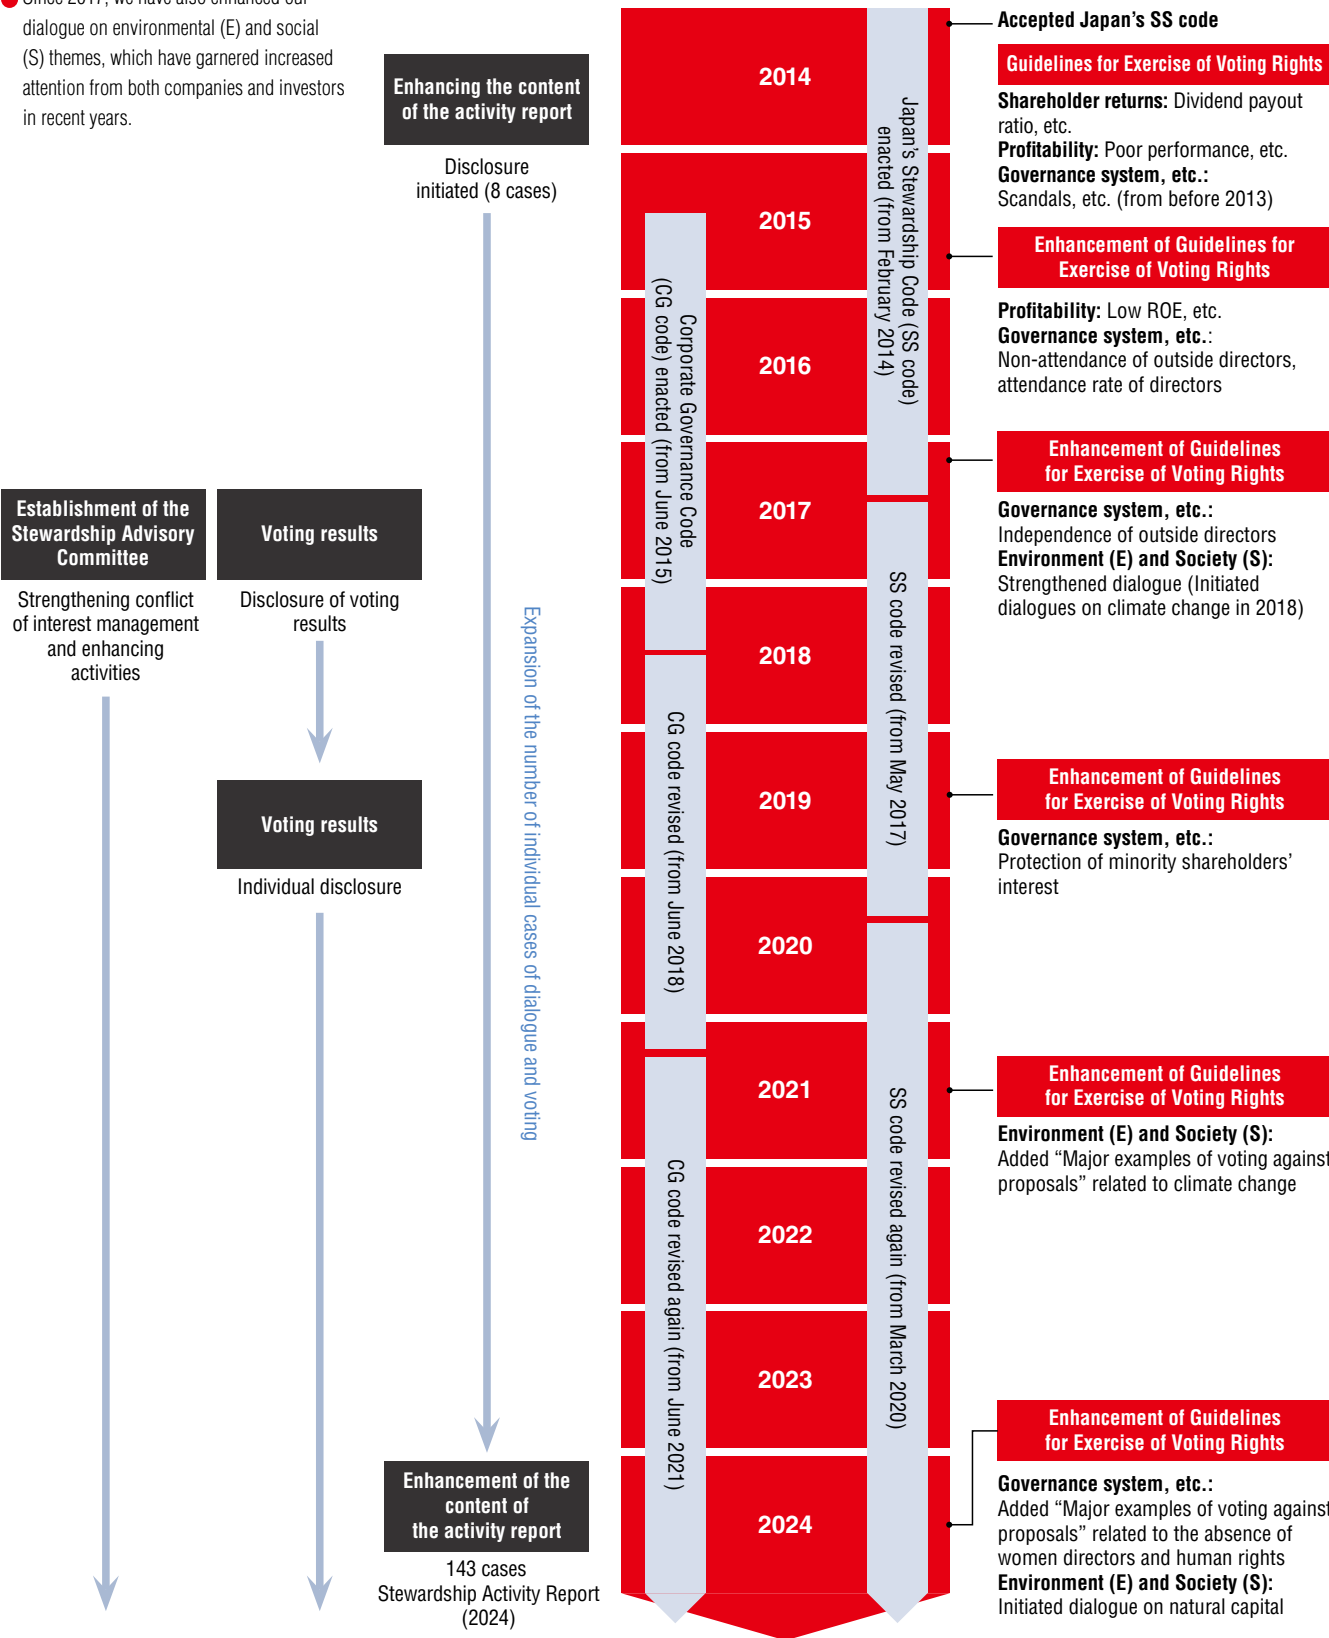 Since 2017, we have also enhanced our
dialogue on environmental (E) and social
(S) themes, which have garnered increased
attention from both companies and investors
in recent years.
Enhancing the content
of the activity report
Disclosure
initiated (8 cases)
Establishment of the
Stewardship Advisory
Committee
Strengthening conflict
of interest management
and enhancing
activities
Voting results
Disclosure of voting
results
Voting results
Individual disclosure
Expansion of the number of individual cases of dialogue and voting
Enhancement of the
content of
the activity report
143 cases
Stewardship Activity Report
(2024)
2014
2015
2016
2017
2018
2019
2020
2021
2022
2023
2024
Corporate Governance Code
(CG code) enacted (from June 2015)
CG code revised (from June 2018)
CG code revised again (from June 2021)
Japan’s Stewardship Code (SS code)
enacted (from February 2014)
SS code revised (from May 2017)
SS code revised again (from March 2020)
Accepted Japan’s SS code
Guidelines for Exercise of Voting Rights
Shareholder returns: Dividend payout
ratio, etc.
Profitability: Poor performance, etc.
Governance system, etc.:
Scandals, etc. (from before 2013)
Enhancement of Guidelines for
Exercise of Voting Rights
Profitability: Low ROE, etc.
Governance system, etc.:
Non-attendance of outside directors,
attendance rate of directors
Enhancement of Guidelines
for Exercise of Voting Rights
Governance system, etc.:
Independence of outside directors
Environment (E) and Society (S):
Strengthened dialogue (Initiated
dialogues on climate change in 2018)
Enhancement of Guidelines
for Exercise of Voting Rights
Governance system, etc.:
Protection of minority shareholders’
interest
Enhancement of Guidelines
for Exercise of Voting Rights
Environment (E) and Society (S):
Added “Major examples of voting against
proposals” related to climate change
Enhancement of Guidelines
for Exercise of Voting Rights
Governance system, etc.:
Added “Major examples of voting against
proposals” related to the absence of
women directors and human rights
Environment (E) and Society (S):
Initiated dialogue on natural capital